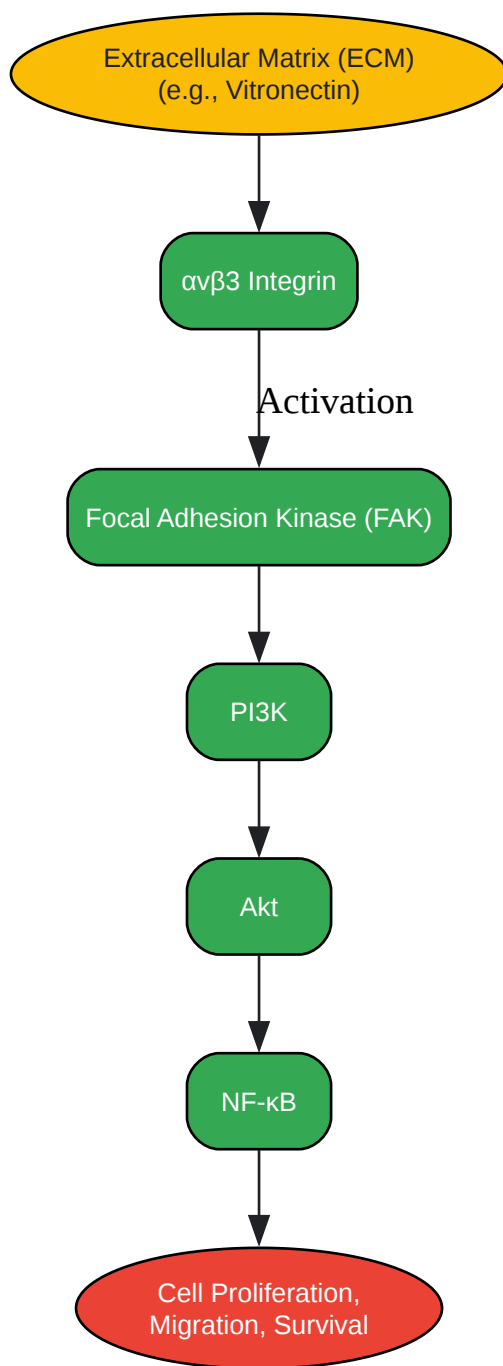 Extracellular Matrix (ECM)
(e.g., Vitronectin)
αvβ3 Integrin
Activation
Focal Adhesion Kinase (FAK)
PI3K
Akt
NF-κB
Cell Proliferation,
Migration, Survival